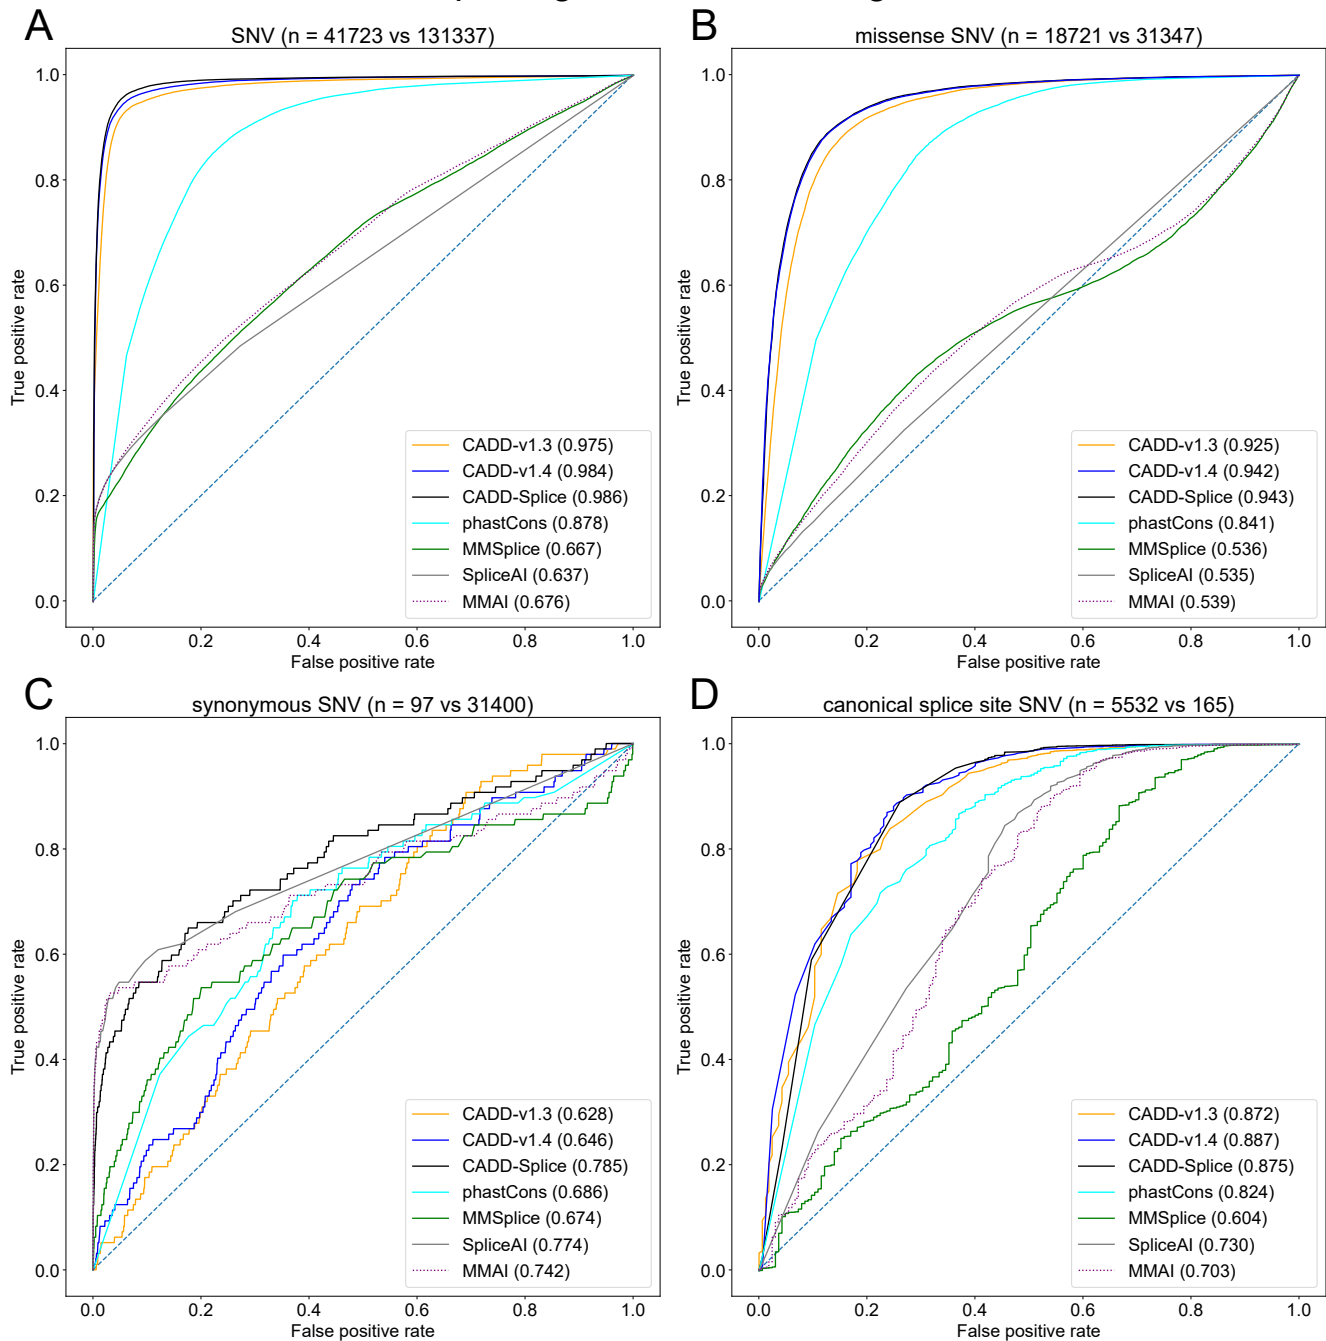 A
SNV (n = 41723 vs 131337)
True positive rate
1.0
0.8
0.6
0.4
0.2
0.0
CADD-v1.3 (0.975)
CADD-v1.4 (0.984)
CADD-Splice (0.986)
phastCons (0.878)
MMSplice (0.667)
SpliceAI (0.637)
MMAI (0.676)
0.0 0.2 0.4 0.6 0.8 1.0
False positive rate
B
missense SNV (n = 18721 vs 31347)
True positive rate
1.0
0.8
0.6
0.4
0.2
0.0
CADD-v1.3 (0.925)
CADD-v1.4 (0.942)
CADD-Splice (0.943)
phastCons (0.841)
MMSplice (0.536)
SpliceAI (0.535)
MMAI (0.539)
0.0 0.2 0.4 0.6 0.8 1.0
False positive rate
C
synonymous SNV (n = 97 vs 31400)
True positive rate
1.0
0.8
0.6
0.4
0.2
0.0
CADD-v1.3 (0.628)
CADD-v1.4 (0.646)
CADD-Splice (0.785)
phastCons (0.686)
MMSplice (0.674)
SpliceAI (0.774)
MMAI (0.742)
0.0 0.2 0.4 0.6 0.8 1.0
False positive rate
D
canonical splice site SNV (n = 5532 vs 165)
True positive rate
1.0
0.8
0.6
0.4
0.2
0.0
CADD-v1.3 (0.872)
CADD-v1.4 (0.887)
CADD-Splice (0.875)
phastCons (0.824)
MMSplice (0.604)
SpliceAI (0.730)
MMAI (0.703)
0.0 0.2 0.4 0.6 0.8 1.0
False positive rate